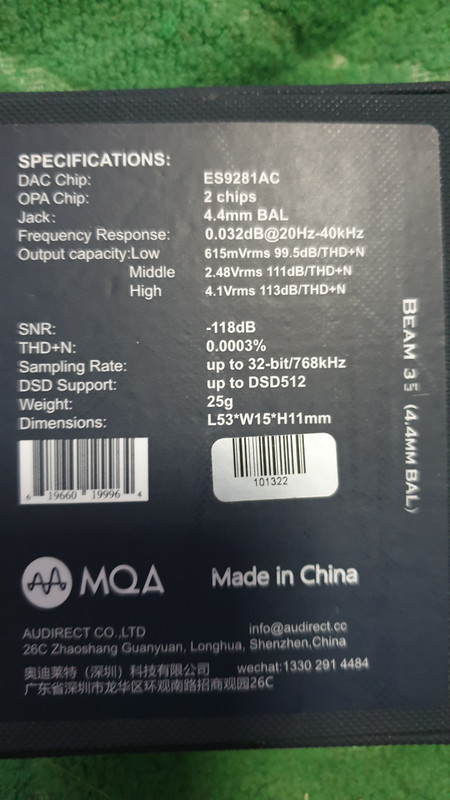 SPECIFICATIONS:
DAC Chip: ES9281AC
OPA Chip: 2 chips
Jack: 4.4mm BAL
Frequency Response: 0.032dB@20Hz-40kHz
Output capacity:Low 615mVrms 99.5dB/THD+N
Middle 2.48Vrms 111dB/THD+N
High 4.1Vrms 113dB/THD+N
SNR: -118dB
THD+N: 0.0003%
Sampling Rate: up to 32-bit/768kHz
DSD Support: up to DSD512
Weight: 25g
Dimensions: L53*W15*H11mm
BEAM (4.4MM BAL)
6 19660 19996 4
101322
MQA
Made in China
AUDIRECT CO.,LTD info@audirect.cc
26C Zhaoshang Guanyuan, Longhua, Shenzhen,China
奥迪莱特（深圳）科技有限公司 wechat:1330 291 4484
广东省深圳市龙华区环观南路招商观园26C